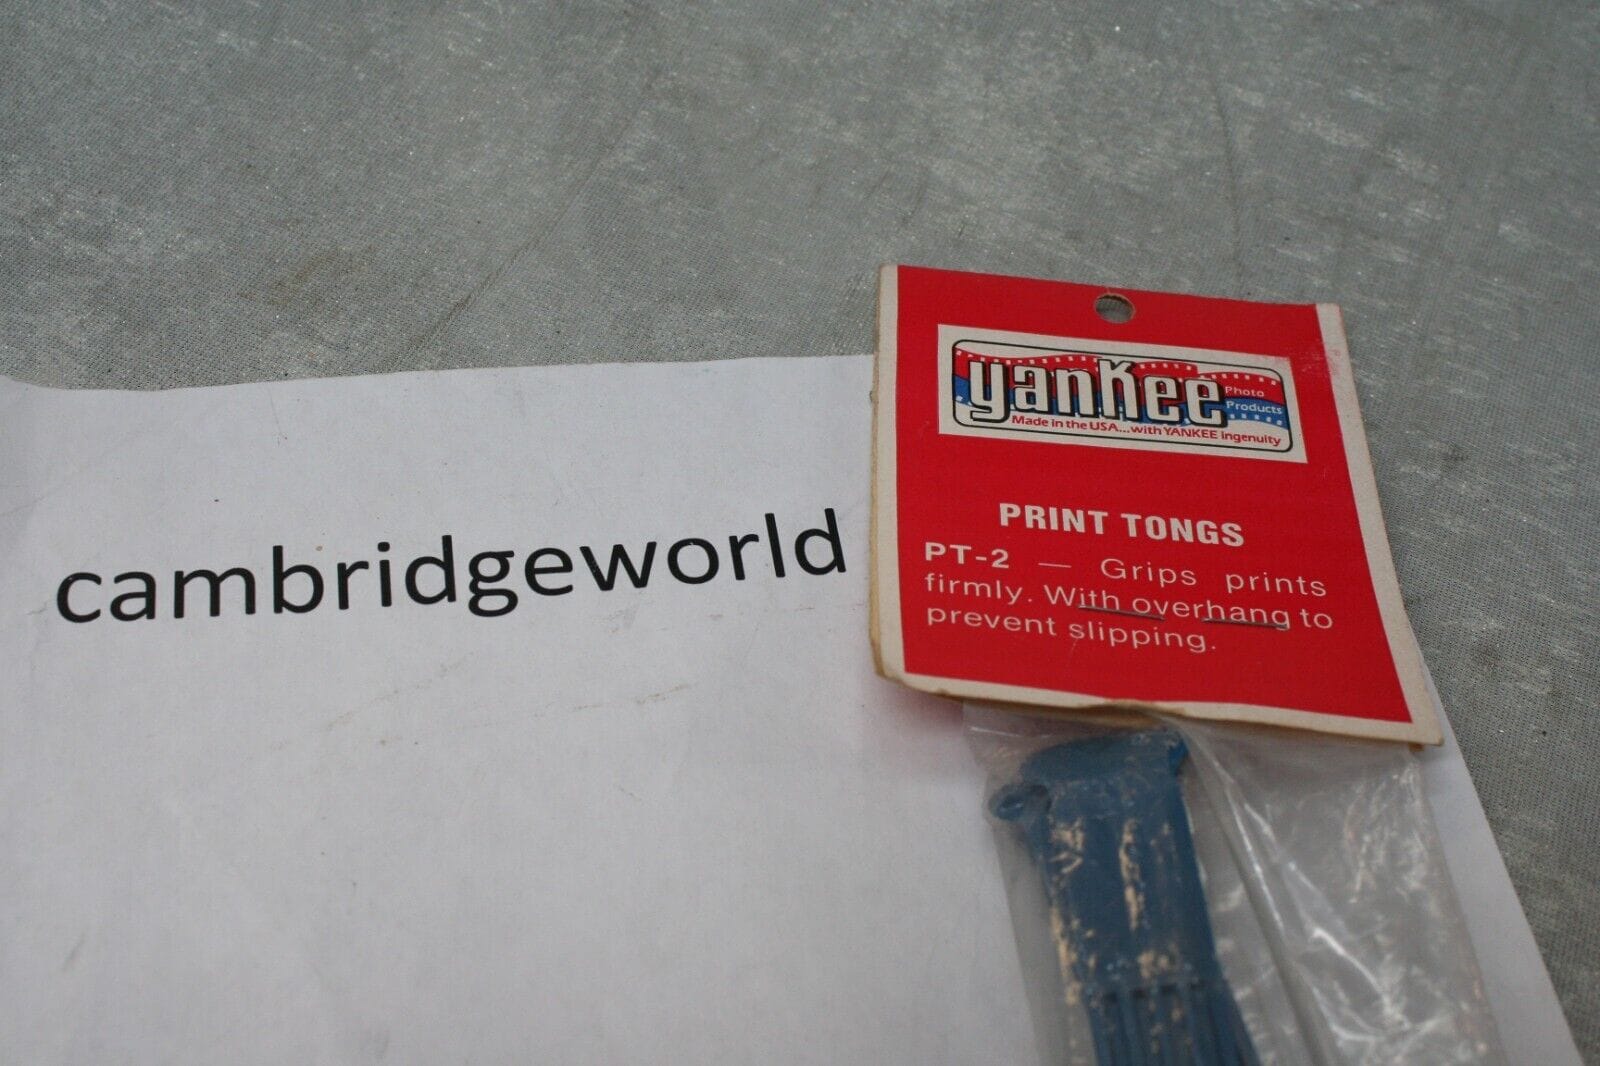 cambridgeworld
yankee
Photo
Products
Made in the USA...with YANKEE ingenuity
PRINT TONGS
PT-2 — Grips prints
firmly. With overhang to
prevent slipping.